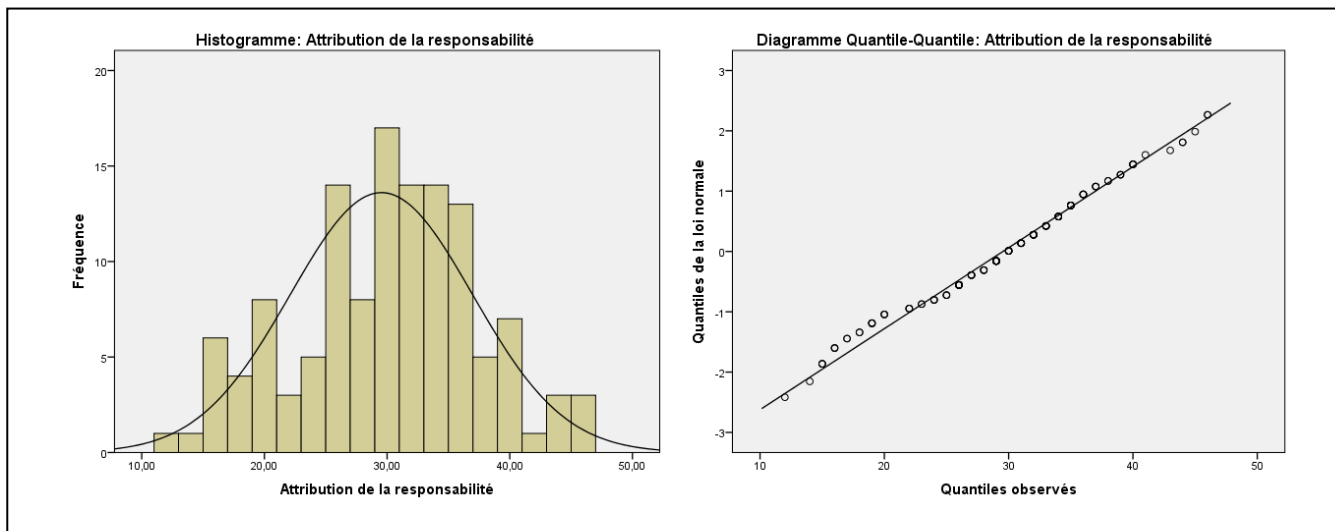 Histogramme: Attribution de la responsabilité
20
15
10
5
0
Fréquence
10,00 20,00 30,00 40,00 50,00
Attribution de la responsabilité
Diagramme Quantile-Quantile: Attribution de la responsabilité
3
2
1
0
-1
-2
-3
Quantiles de la loi normale
10 20 30 40 50
Quantiles observés